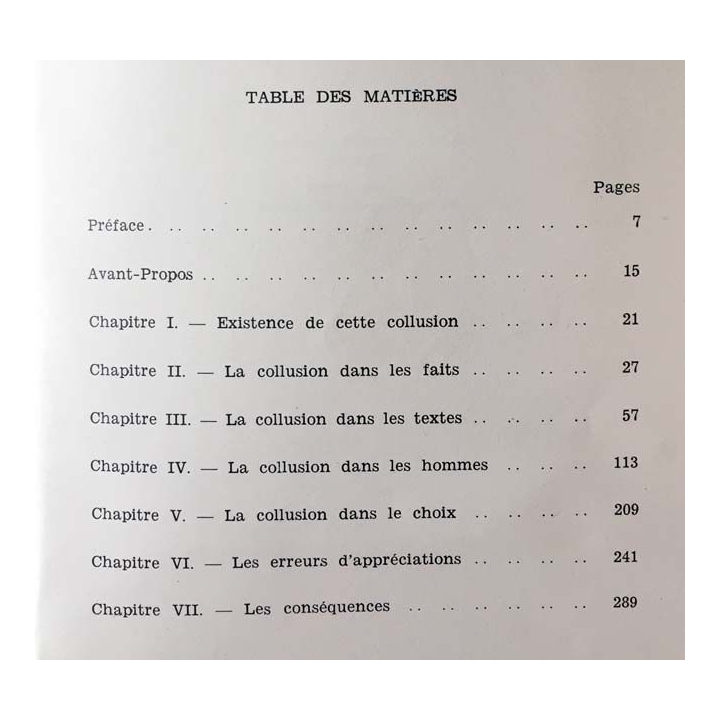 TABLE DES MATIÈRES
Pages
Préface. .. .. .. .. .. .. .. .. .. .. .. .. .. 7
Avant-Propos .. .. .. .. .. .. .. .. .. .. .. .. 15
Chapitre I. — Existence de cette collusion .. .. .. .. 21
Chapitre II. — La collusion dans les faits .. .. .. .. 27
Chapitre III. — La collusion dans les textes .. .. .. .. 57
Chapitre IV. — La collusion dans les hommes .. .. .. 113
Chapitre V. — La collusion dans le choix .. .. .. .. 209
Chapitre VI. — Les erreurs d'appréciations .. .. .. .. 241
Chapitre VII. — Les conséquences .. .. .. .. .. .. 289